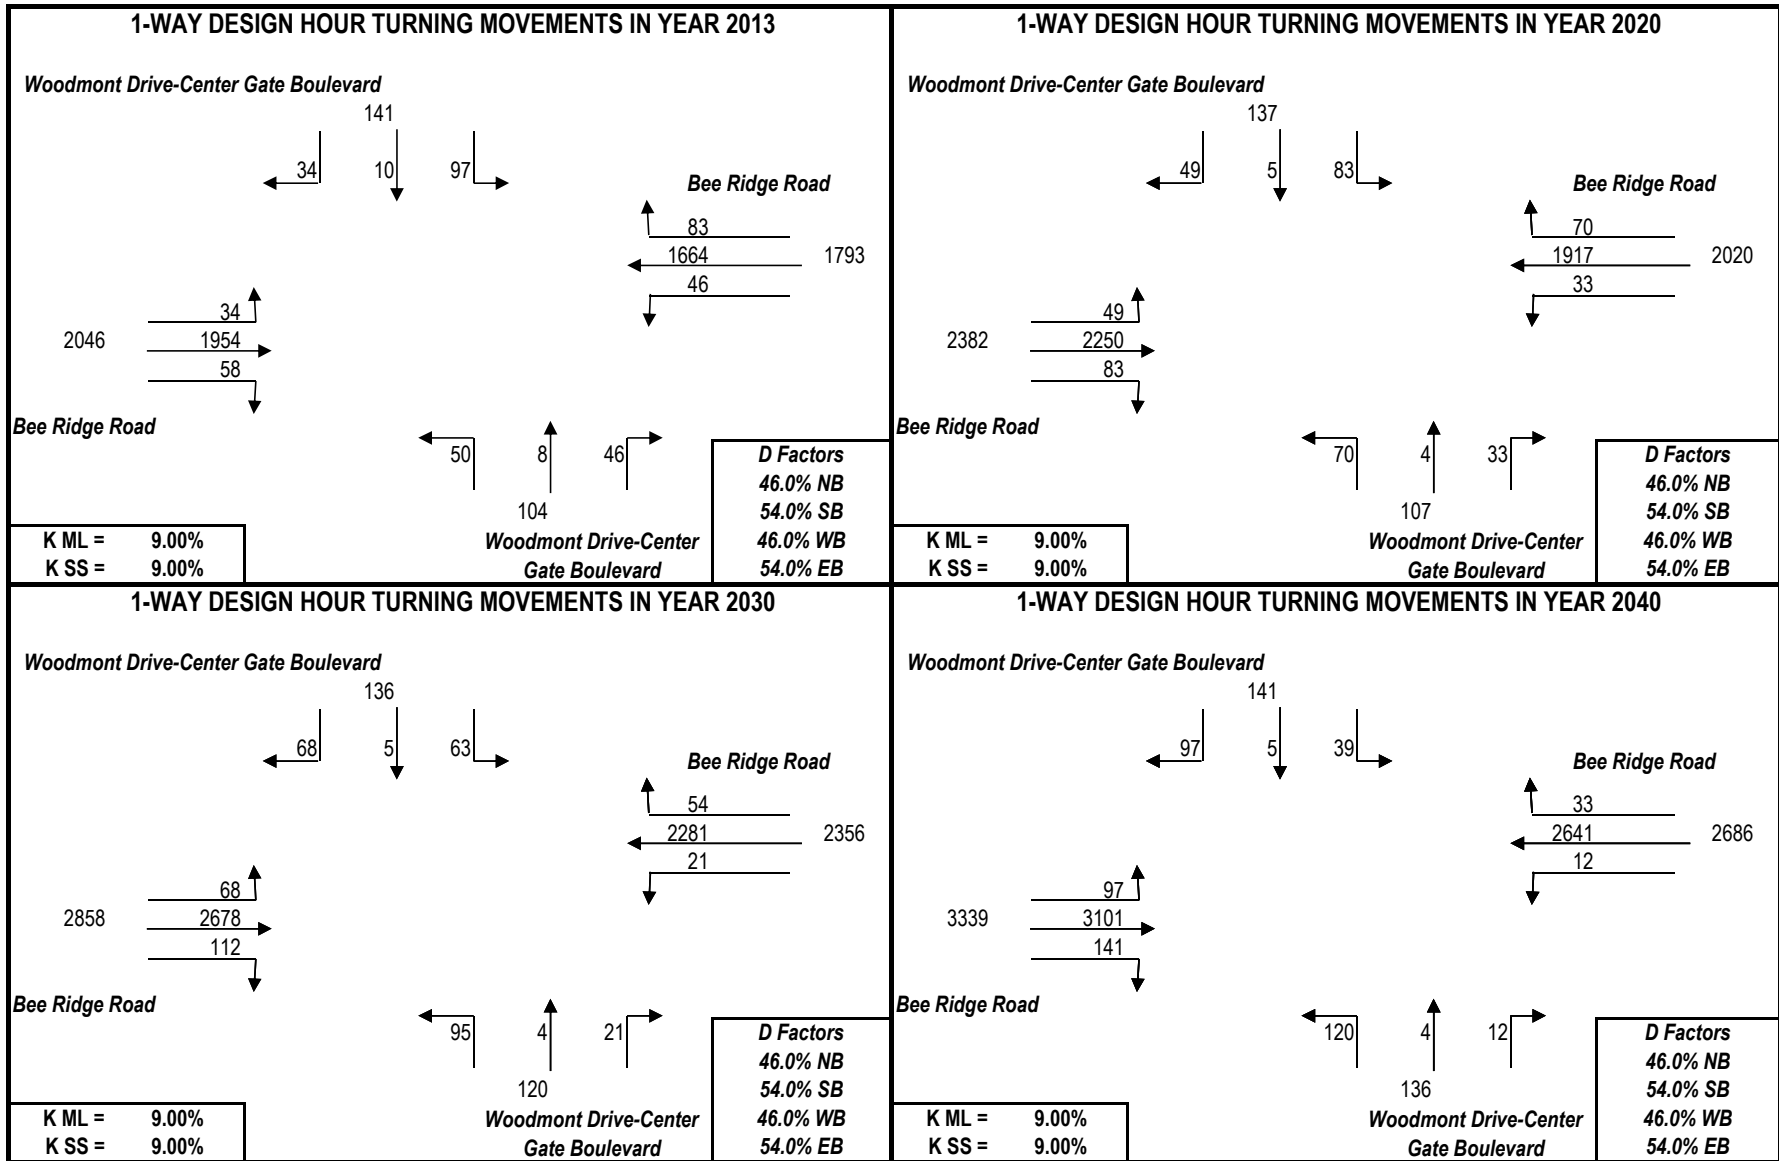 1-WAY DESIGN HOUR TURNING MOVEMENTS IN YEAR 2013
Woodmont Drive-Center Gate Boulevard
141
34 10 97
Bee Ridge Road
83
1664 1793
46
34
2046 1954
58
Bee Ridge Road
50 8 46
D Factors
46.0% NB
104 54.0% SB
K ML = 9.00% Woodmont Drive-Center 46.0% WB
K SS = 9.00% Gate Boulevard 54.0% EB
1-WAY DESIGN HOUR TURNING MOVEMENTS IN YEAR 2020
Woodmont Drive-Center Gate Boulevard
137
49 5 83
Bee Ridge Road
70
1917 2020
33
49
2382 2250
83
Bee Ridge Road
70 4 33 D Factors
46.0% NB
107 54.0% SB
K ML = 9.00% Woodmont Drive-Center 46.0% WB
K SS = 9.00% Gate Boulevard 54.0% EB
1-WAY DESIGN HOUR TURNING MOVEMENTS IN YEAR 2030
Woodmont Drive-Center Gate Boulevard
136
68 5 63
Bee Ridge Road
54
2281 2356
21
68
2858 2678
112
Bee Ridge Road
95 4 21 D Factors
46.0% NB
120 54.0% SB
K ML = 9.00% Woodmont Drive-Center 46.0% WB
K SS = 9.00% Gate Boulevard 54.0% EB
1-WAY DESIGN HOUR TURNING MOVEMENTS IN YEAR 2040
Woodmont Drive-Center Gate Boulevard
141
97 5 39
Bee Ridge Road
33
2641 2686
12
97
3339 3101
141
Bee Ridge Road
120 4 12 D Factors
46.0% NB
136 54.0% SB
K ML = 9.00% Woodmont Drive-Center 46.0% WB
K SS = 9.00% Gate Boulevard 54.0% EB